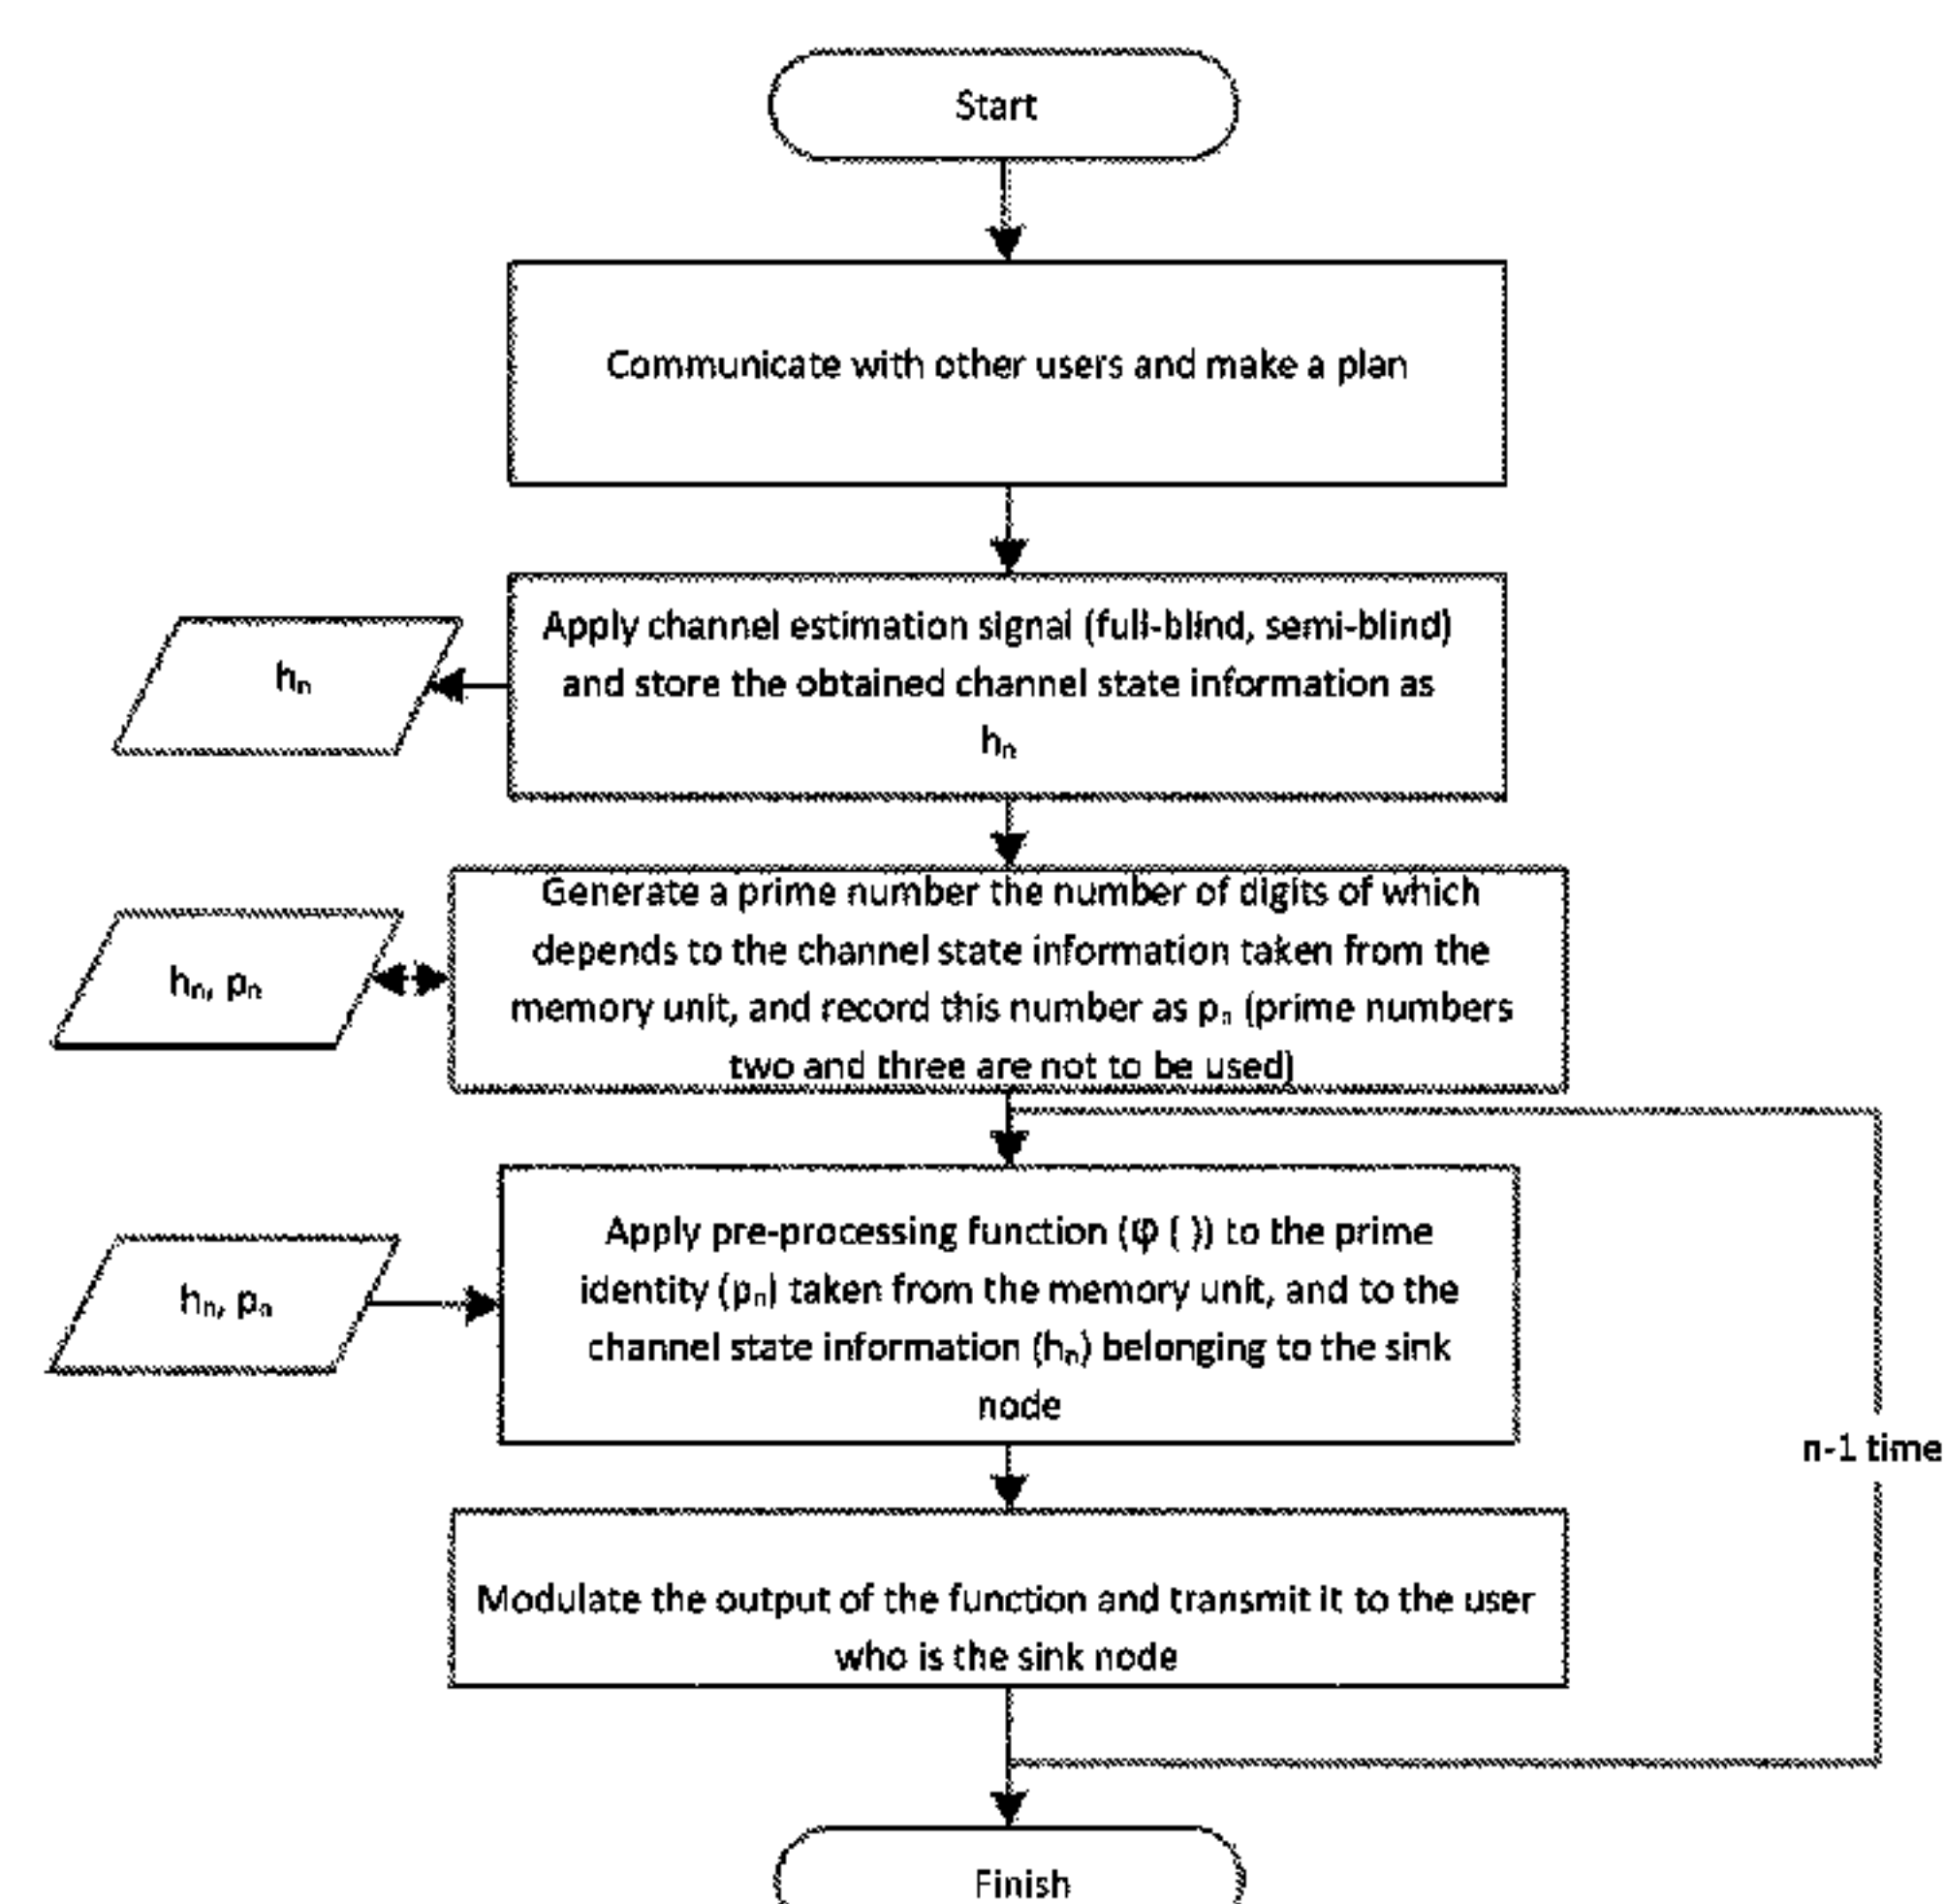 Start
Communicate with other users and make a plan
Apply channel estimation signal (full-blind, semi-blind)
and store the obtained channel state information as
hₙ
hₙ
Generate a prime number the number of digits of which
depends to the channel state information taken from the
memory unit, and record this number as pₙ (prime numbers
two and three are not to be used)
hₙ, pₙ
Apply pre-processing function (φ ( )) to the prime
identity (pₙ) taken from the memory unit, and to the
channel state information (hₙ) belonging to the sink
node
hₙ, pₙ
n-1 time
Modulate the output of the function and transmit it to the user
who is the sink node
Finish